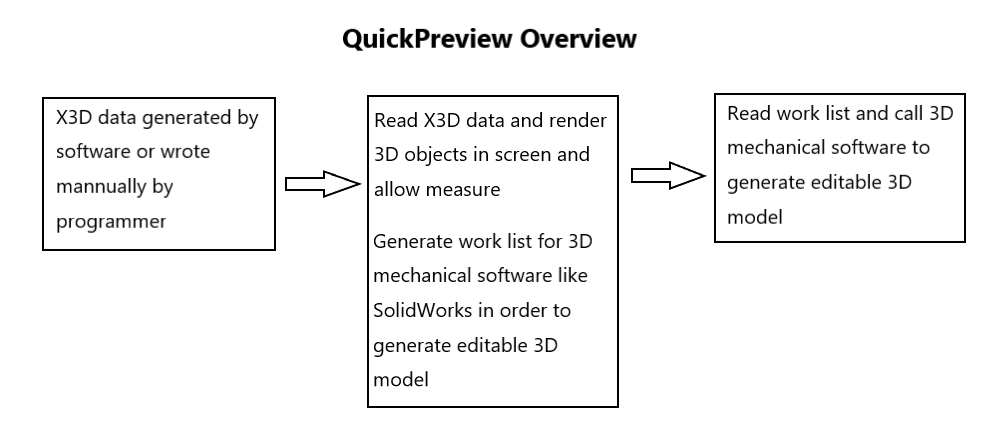 QuickPreview Overview
X3D data generated by
software or wrote
mannually by
programmer
Read X3D data and render
3D objects in screen and
allow measure
Generate work list for 3D
mechanical software like
SolidWorks in order to
generate editable 3D
model
Read work list and call 3D
mechanical software to
generate editable 3D
model